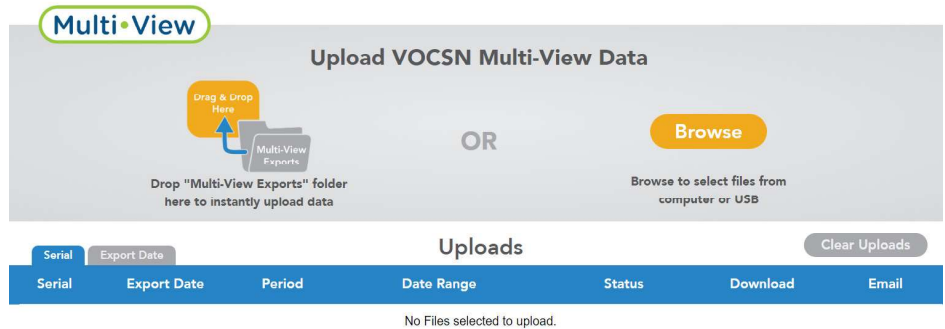 Multi•View
Upload VOCSN Multi-View Data
Drag & Drop
Here
Multi-View
Exports
OR
Browse
Drop "Multi-View Exports" folder
here to instantly upload data
Browse to select files from
computer or USB
Serial
Export Date
Uploads
Clear Uploads
Serial Export Date Period Date Range Status Download Email
No Files selected to upload.